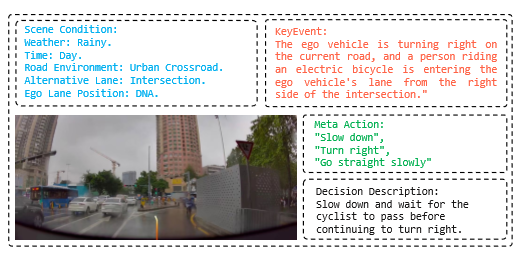 Scene Condition:
Weather: Rainy.
Time: Day.
Road Environment: Urban Crossroad.
Alternative Lane: Intersection.
Ego Lane Position: DNA.
KeyEvent:
The ego vehicle is turning right on
the current road, and a person riding
an electric bicycle is entering the
ego vehicle's lane from the right
side of the intersection."
Meta Action:
"Slow down",
"Turn right",
"Go straight slowly"
Decision Description:
Slow down and wait for the
cyclist to pass before
continuing to turn right.